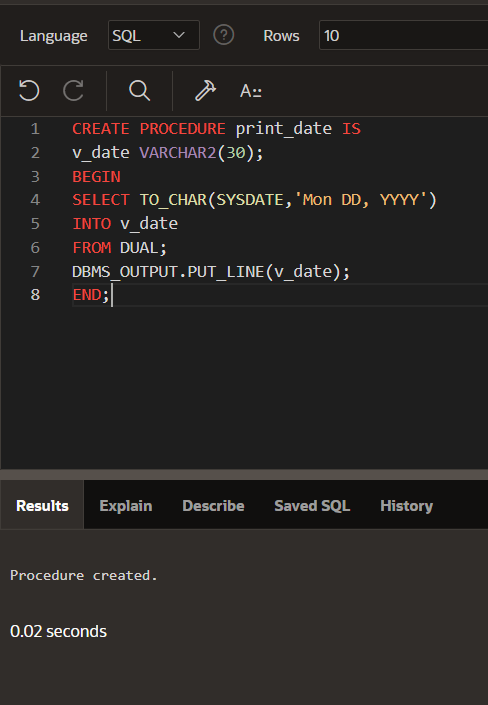 Language SQL ? Rows 10
A::
1 CREATE PROCEDURE print_date IS
2 v_date VARCHAR2(30);
3 BEGIN
4 SELECT TO_CHAR(SYSDATE,'Mon DD, YYYY')
5 INTO v_date
6 FROM DUAL;
7 DBMS_OUTPUT.PUT_LINE(v_date);
8 END;
Results Explain Describe Saved SQL History
Procedure created.
0.02 seconds